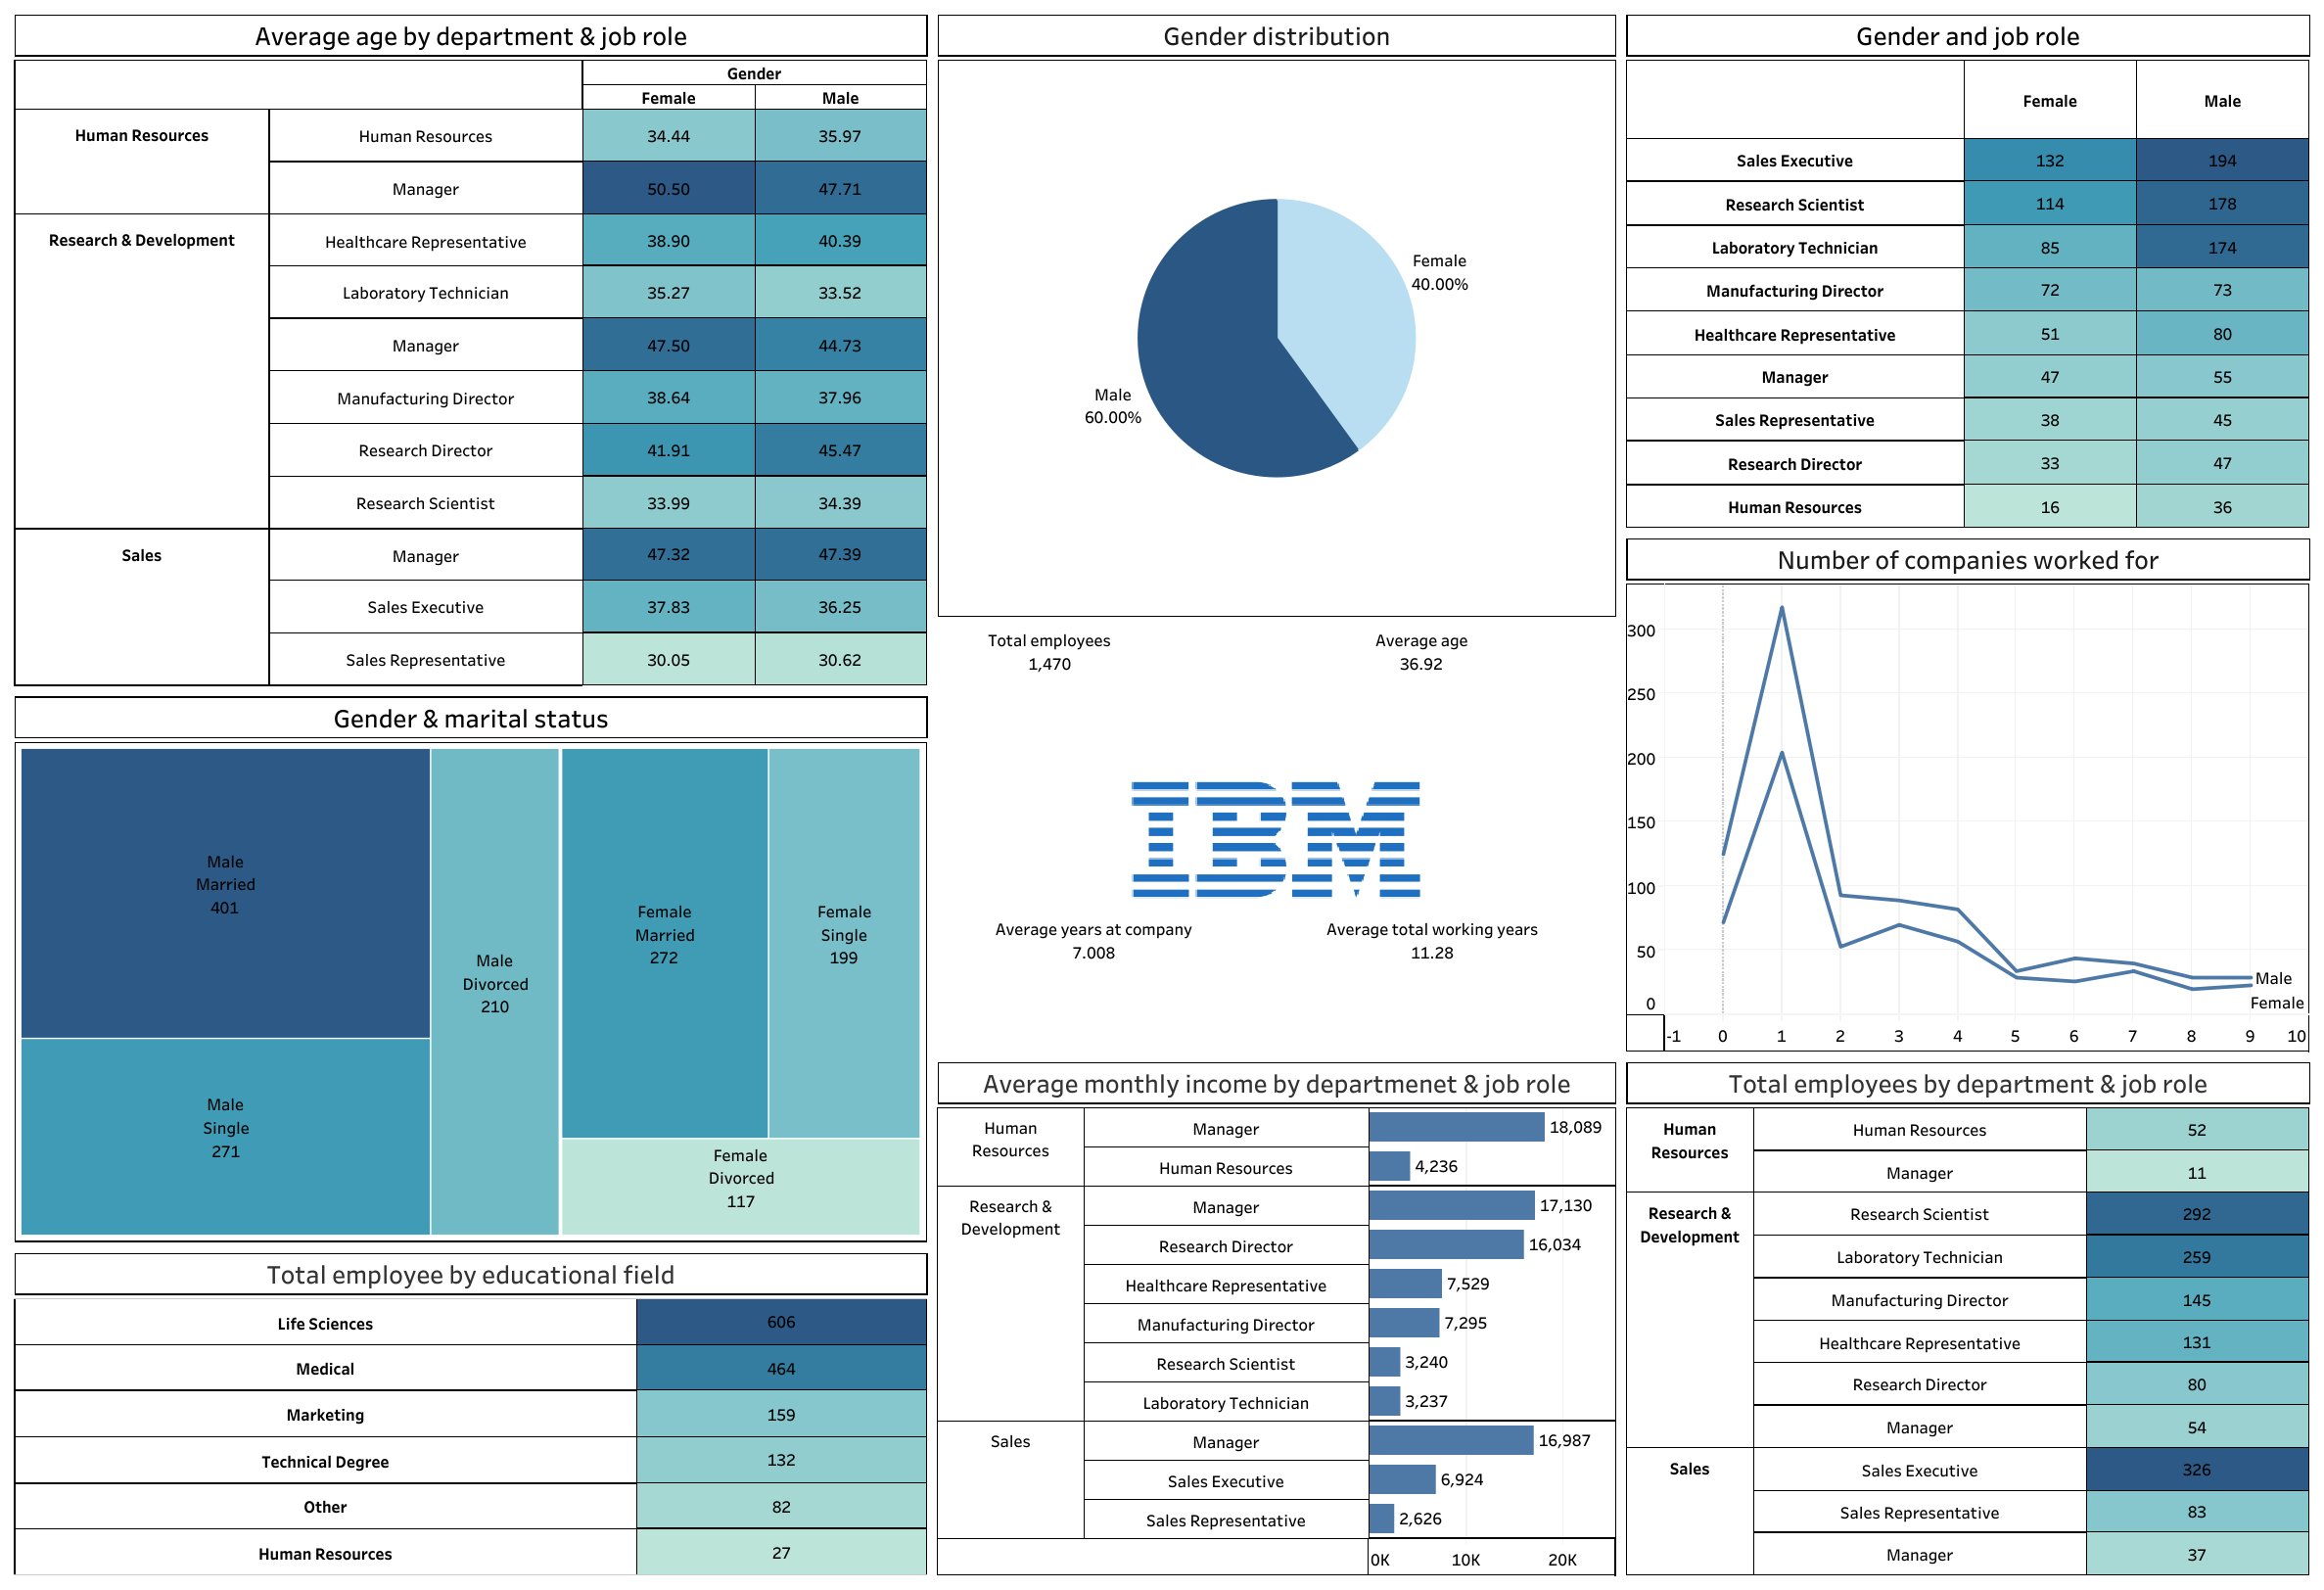 Average age by department & job role
Gender
Female Male
Human Resources Human Resources 34.44 35.97
Manager 50.50 47.71
Research & Development Healthcare Representative 38.90 40.39
Laboratory Technician 35.27 33.52
Manager 47.50 44.73
Manufacturing Director 38.64 37.96
Research Director 41.91 45.47
Research Scientist 33.99 34.39
Sales Manager 47.32 47.39
Sales Executive 37.83 36.25
Sales Representative 30.05 30.62
Gender & marital status
Male
Married
401
Male
Single
271
Male
Divorced
210
Female
Married
272
Female
Single
199
Female
Divorced
117
Total employee by educational field
Life Sciences 606
Medical 464
Marketing 159
Technical Degree 132
Other 82
Human Resources 27
Gender distribution
Female
40.00%
Male
60.00%
Total employees
1,470
Average age
36.92
IBM
Average years at company
7.008
Average total working years
11.28
Average monthly income by departmenet & job role
Human
Resources
Manager 18,089
Human Resources 4,236
Research &
Development
Manager 17,130
Research Director 16,034
Healthcare Representative 7,529
Manufacturing Director 7,295
Research Scientist 3,240
Laboratory Technician 3,237
Sales Manager 16,987
Sales Executive 6,924
Sales Representative 2,626
0K 10K 20K
Gender and job role
Female Male
Sales Executive 132 194
Research Scientist 114 178
Laboratory Technician 85 174
Manufacturing Director 72 73
Healthcare Representative 51 80
Manager 47 55
Sales Representative 38 45
Research Director 33 47
Human Resources 16 36
Number of companies worked for
300
250
200
150
100
50
0
Male
Female
-1 0 1 2 3 4 5 6 7 8 9 10
Total employees by department & job role
Human
Resources
Human Resources 52
Manager 11
Research &
Development
Research Scientist 292
Laboratory Technician 259
Manufacturing Director 145
Healthcare Representative 131
Research Director 80
Manager 54
Sales Sales Executive 326
Sales Representative 83
Manager 37